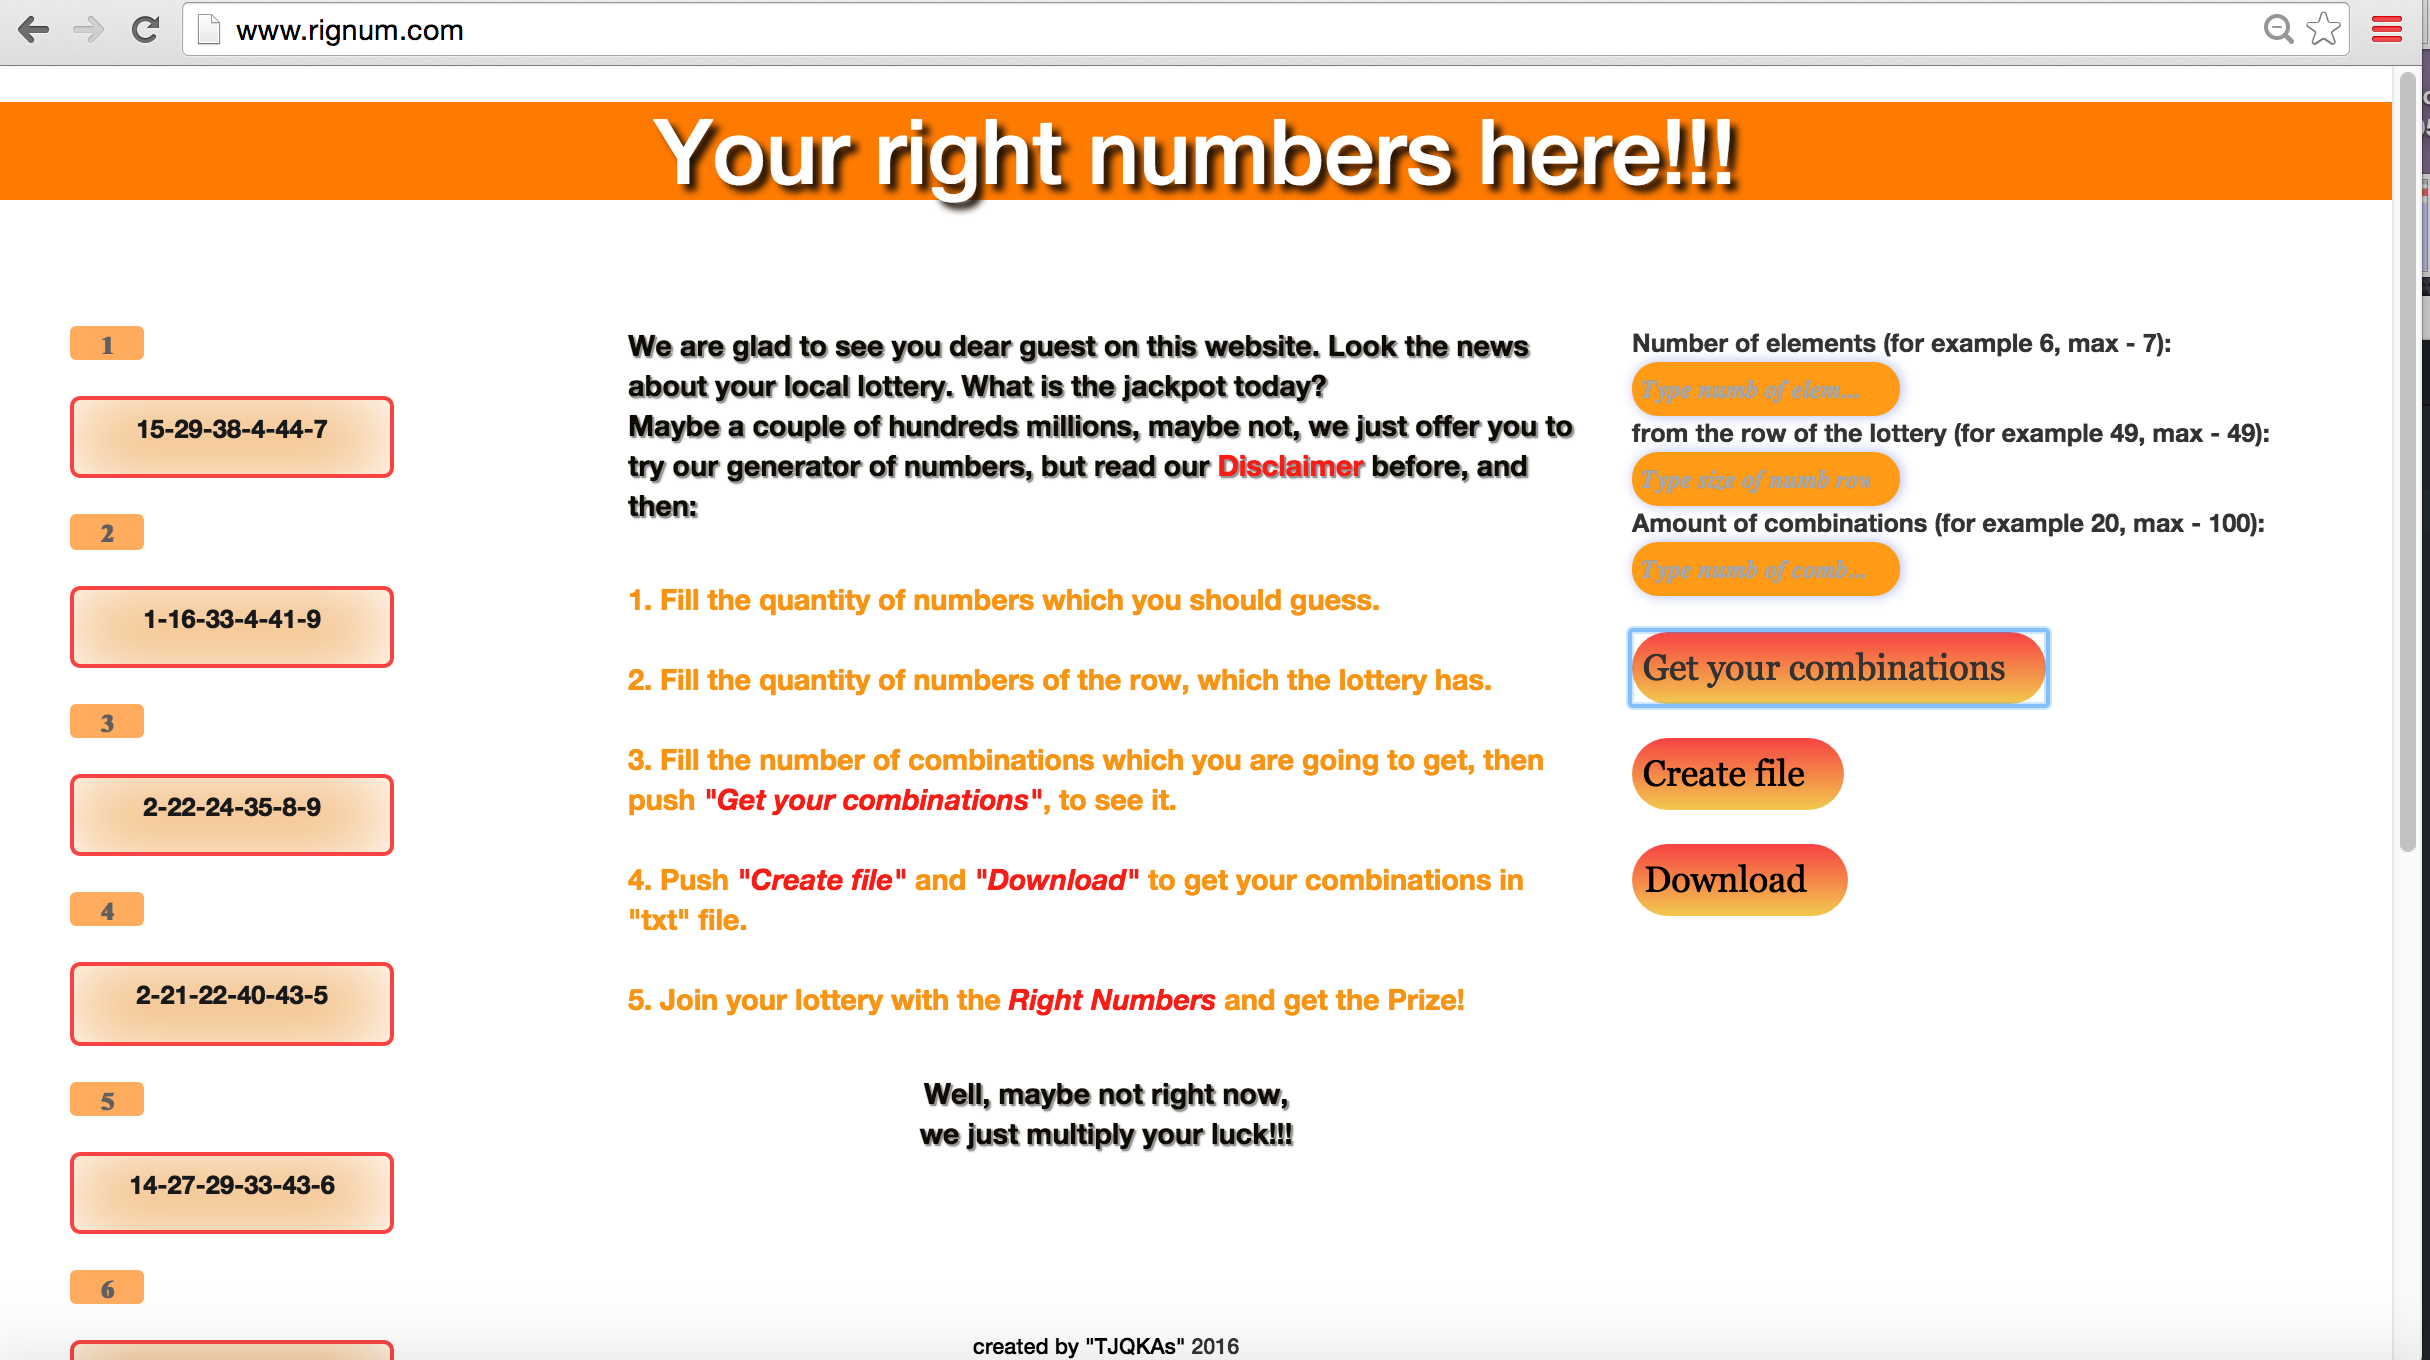 www.rignum.com
Your right numbers here!!!
1
15-29-38-4-44-7
2
1-16-33-4-41-9
3
2-22-24-35-8-9
4
2-21-22-40-43-5
5
14-27-29-33-43-6
6
We are glad to see you dear guest on this website. Look the news
about your local lottery. What is the jackpot today?
Maybe a couple of hundreds millions, maybe not, we just offer you to
try our generator of numbers, but read our Disclaimer before, and
then:
1. Fill the quantity of numbers which you should guess.
2. Fill the quantity of numbers of the row, which the lottery has.
3. Fill the number of combinations which you are going to get, then
push "Get your combinations", to see it.
4. Push "Create file" and "Download" to get your combinations in
"txt" file.
5. Join your lottery with the Right Numbers and get the Prize!
Well, maybe not right now,
we just multiply your luck!!!
Number of elements (for example 6, max - 7):
Type numb of elem...
from the row of the lottery (for example 49, max - 49):
Type size of numb row
Amount of combinations (for example 20, max - 100):
Type numb of comb...
Get your combinations
Create file
Download
created by "TJQKAs" 2016